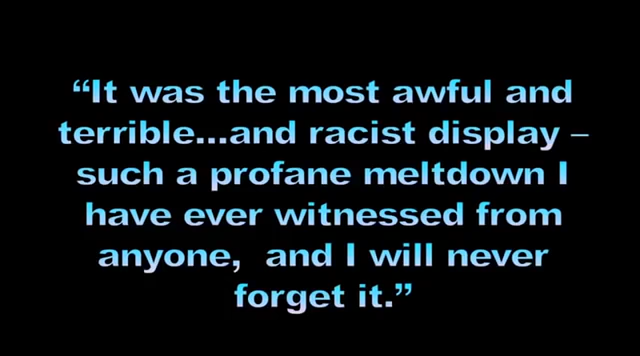 “It was the most awful and
terrible...and racist display –
such a profane meltdown I
have ever witnessed from
anyone,  and I will never
forget it.”